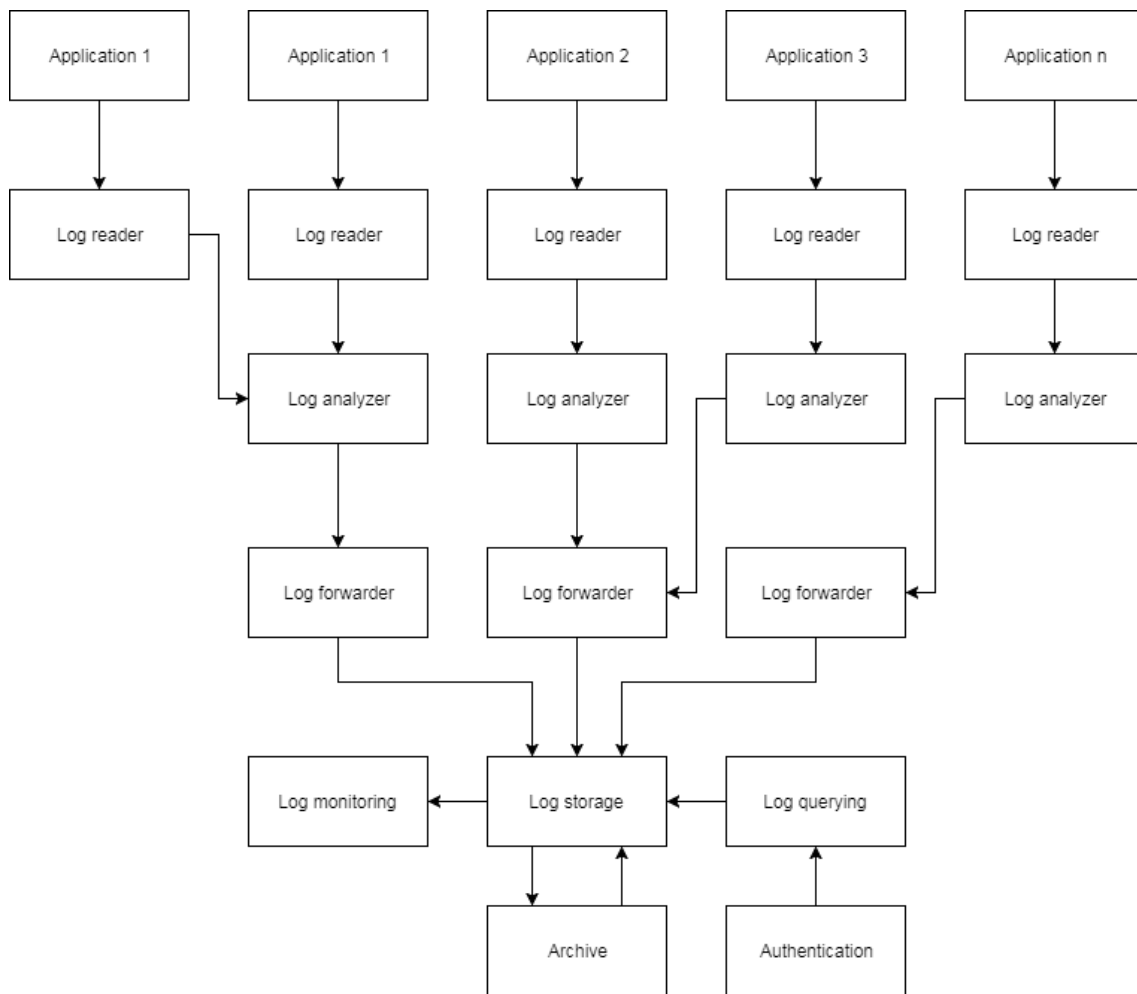 Application 1
Application 1
Application 2
Application 3
Application n
Log reader
Log reader
Log reader
Log reader
Log reader
Log analyzer
Log analyzer
Log analyzer
Log analyzer
Log forwarder
Log forwarder
Log forwarder
Log monitoring
Log storage
Log querying
Archive
Authentication